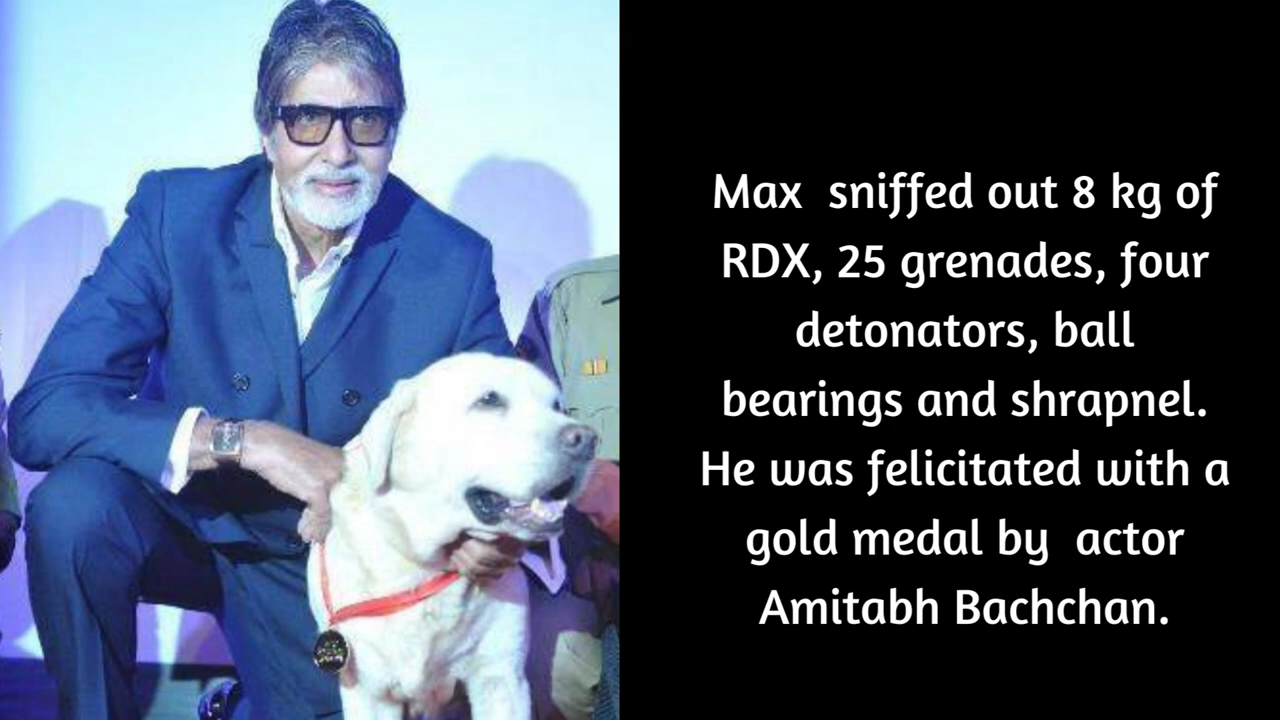 Max  sniffed out 8 kg of
RDX, 25 grenades, four
detonators, ball
bearings and shrapnel.
He was felicitated with a
gold medal by  actor
Amitabh Bachchan.